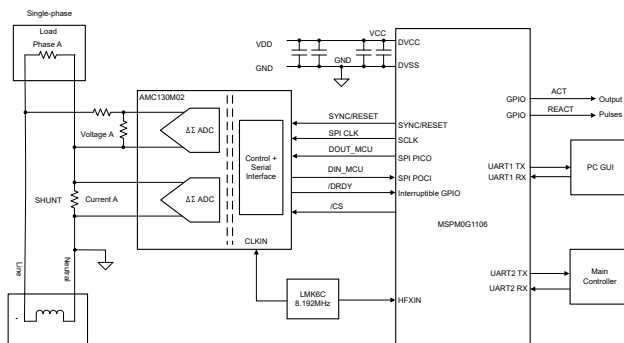 Single-phase
Load
Phase A
AMC130M02
ΔΣ ADC
Voltage A
ΔΣ ADC
Current A
SHUNT
Line
Neutral
-
Control +
Serial
Interface
CLKIN
VDD
VCC
GND
GND
DVCC
DVSS
SYNC/RESET
SYNC/RESET
SPI CLK
SCLK
DOUT_MCU
SPI PICO
DIN_MCU
SPI POCI
/DRDY
Interruptible GPIO
/CS
MSPM0G1106
LMK6C
8.192MHz
HFXIN
GPIO
ACT
Output
GPIO
REACT
Pulses
UART1 TX
UART1 RX
PC GUI
UART2 TX
UART2 RX
Main
Controller